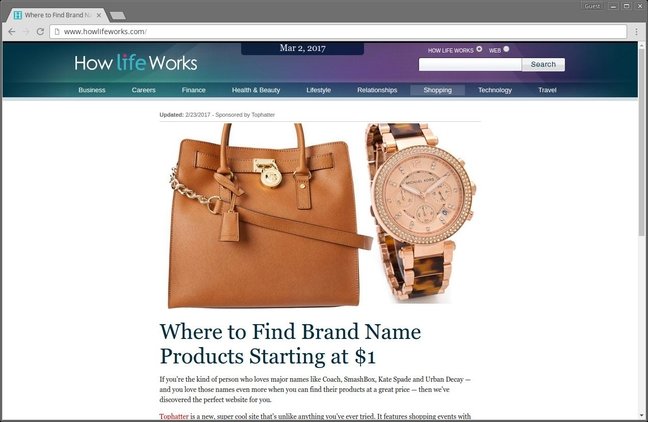 Guest
Where to Find Brand Na
www.howlifeworks.com/
Mar 2, 2017
How life Works
HOW LIFE WORKS WEB
Search
Business Careers Finance Health & Beauty Lifestyle Relationships Shopping Technology Travel
Updated: 2/23/2017 - Sponsored by Tophatter
MICHAEL KORS
Where to Find Brand Name
Products Starting at $1
If you're the kind of person who loves major names like Coach, SmashBox, Kate Spade and Urban Decay —
and you love those names even more when you can find their products at a great price — then we've
discovered the perfect website for you.
Tophatter is a new, super cool site that's unlike anything you've ever tried. It features shopping events with